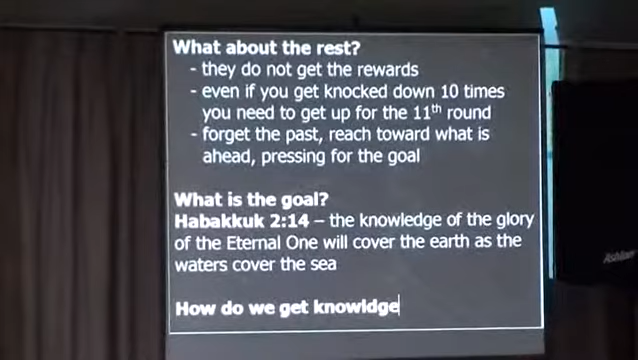 What about the rest?
- they do not get the rewards
- even if you get knocked down 10 times
you need to get up for the 11th round
- forget the past, reach toward what is
ahead, pressing for the goal
What is the goal?
Habakkuk 2:14 – the knowledge of the glory
of the Eternal One will cover the earth as the
waters cover the sea
How do we get knowldge